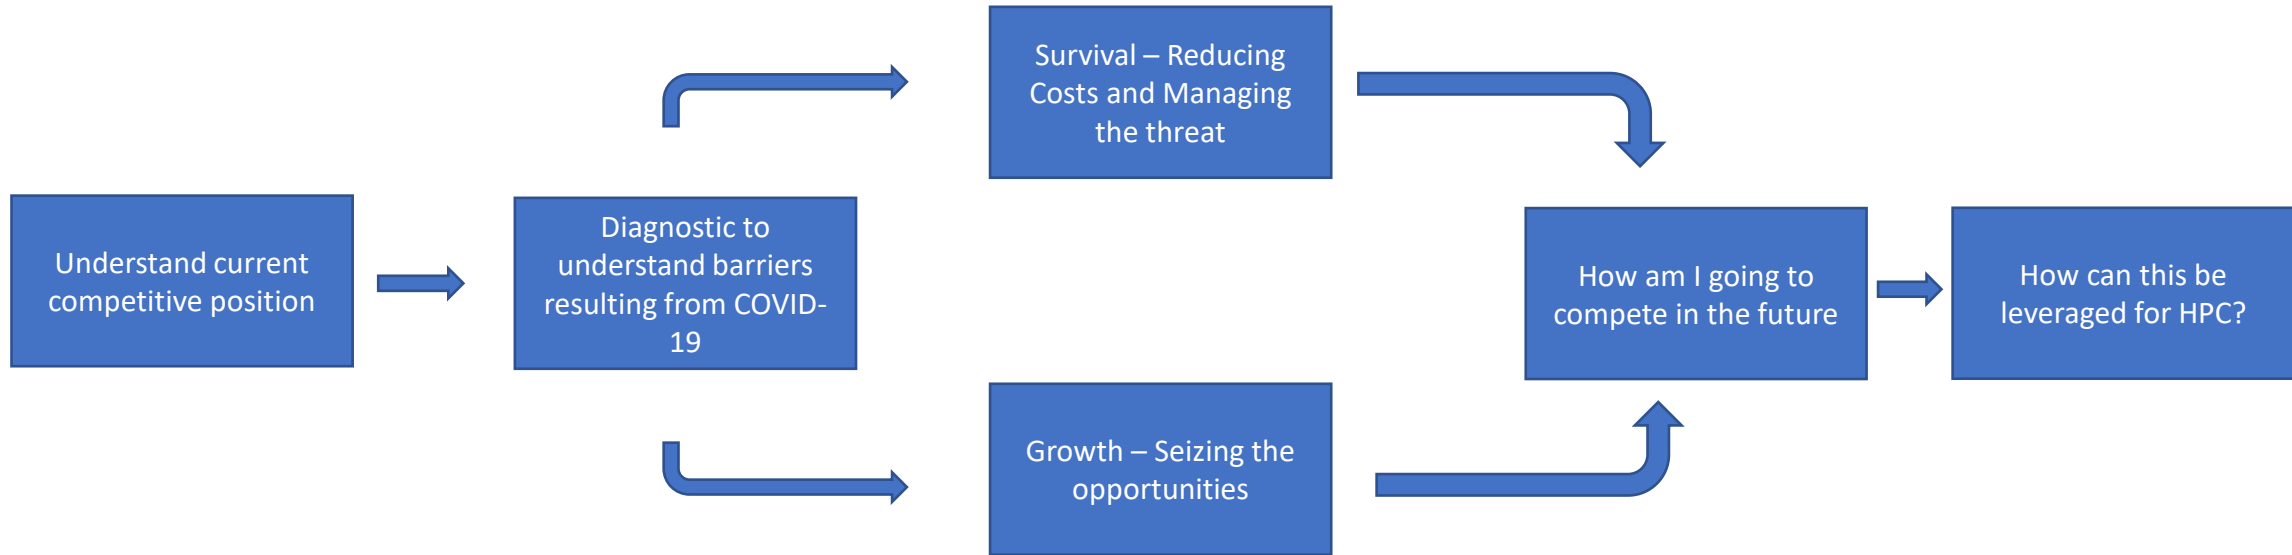 Understand current
competitive position
Diagnostic to
understand barriers
resulting from COVID-
19
Survival – Reducing
Costs and Managing
the threat
Growth – Seizing the
opportunities
How am I going to
compete in the future
How can this be
leveraged for HPC?